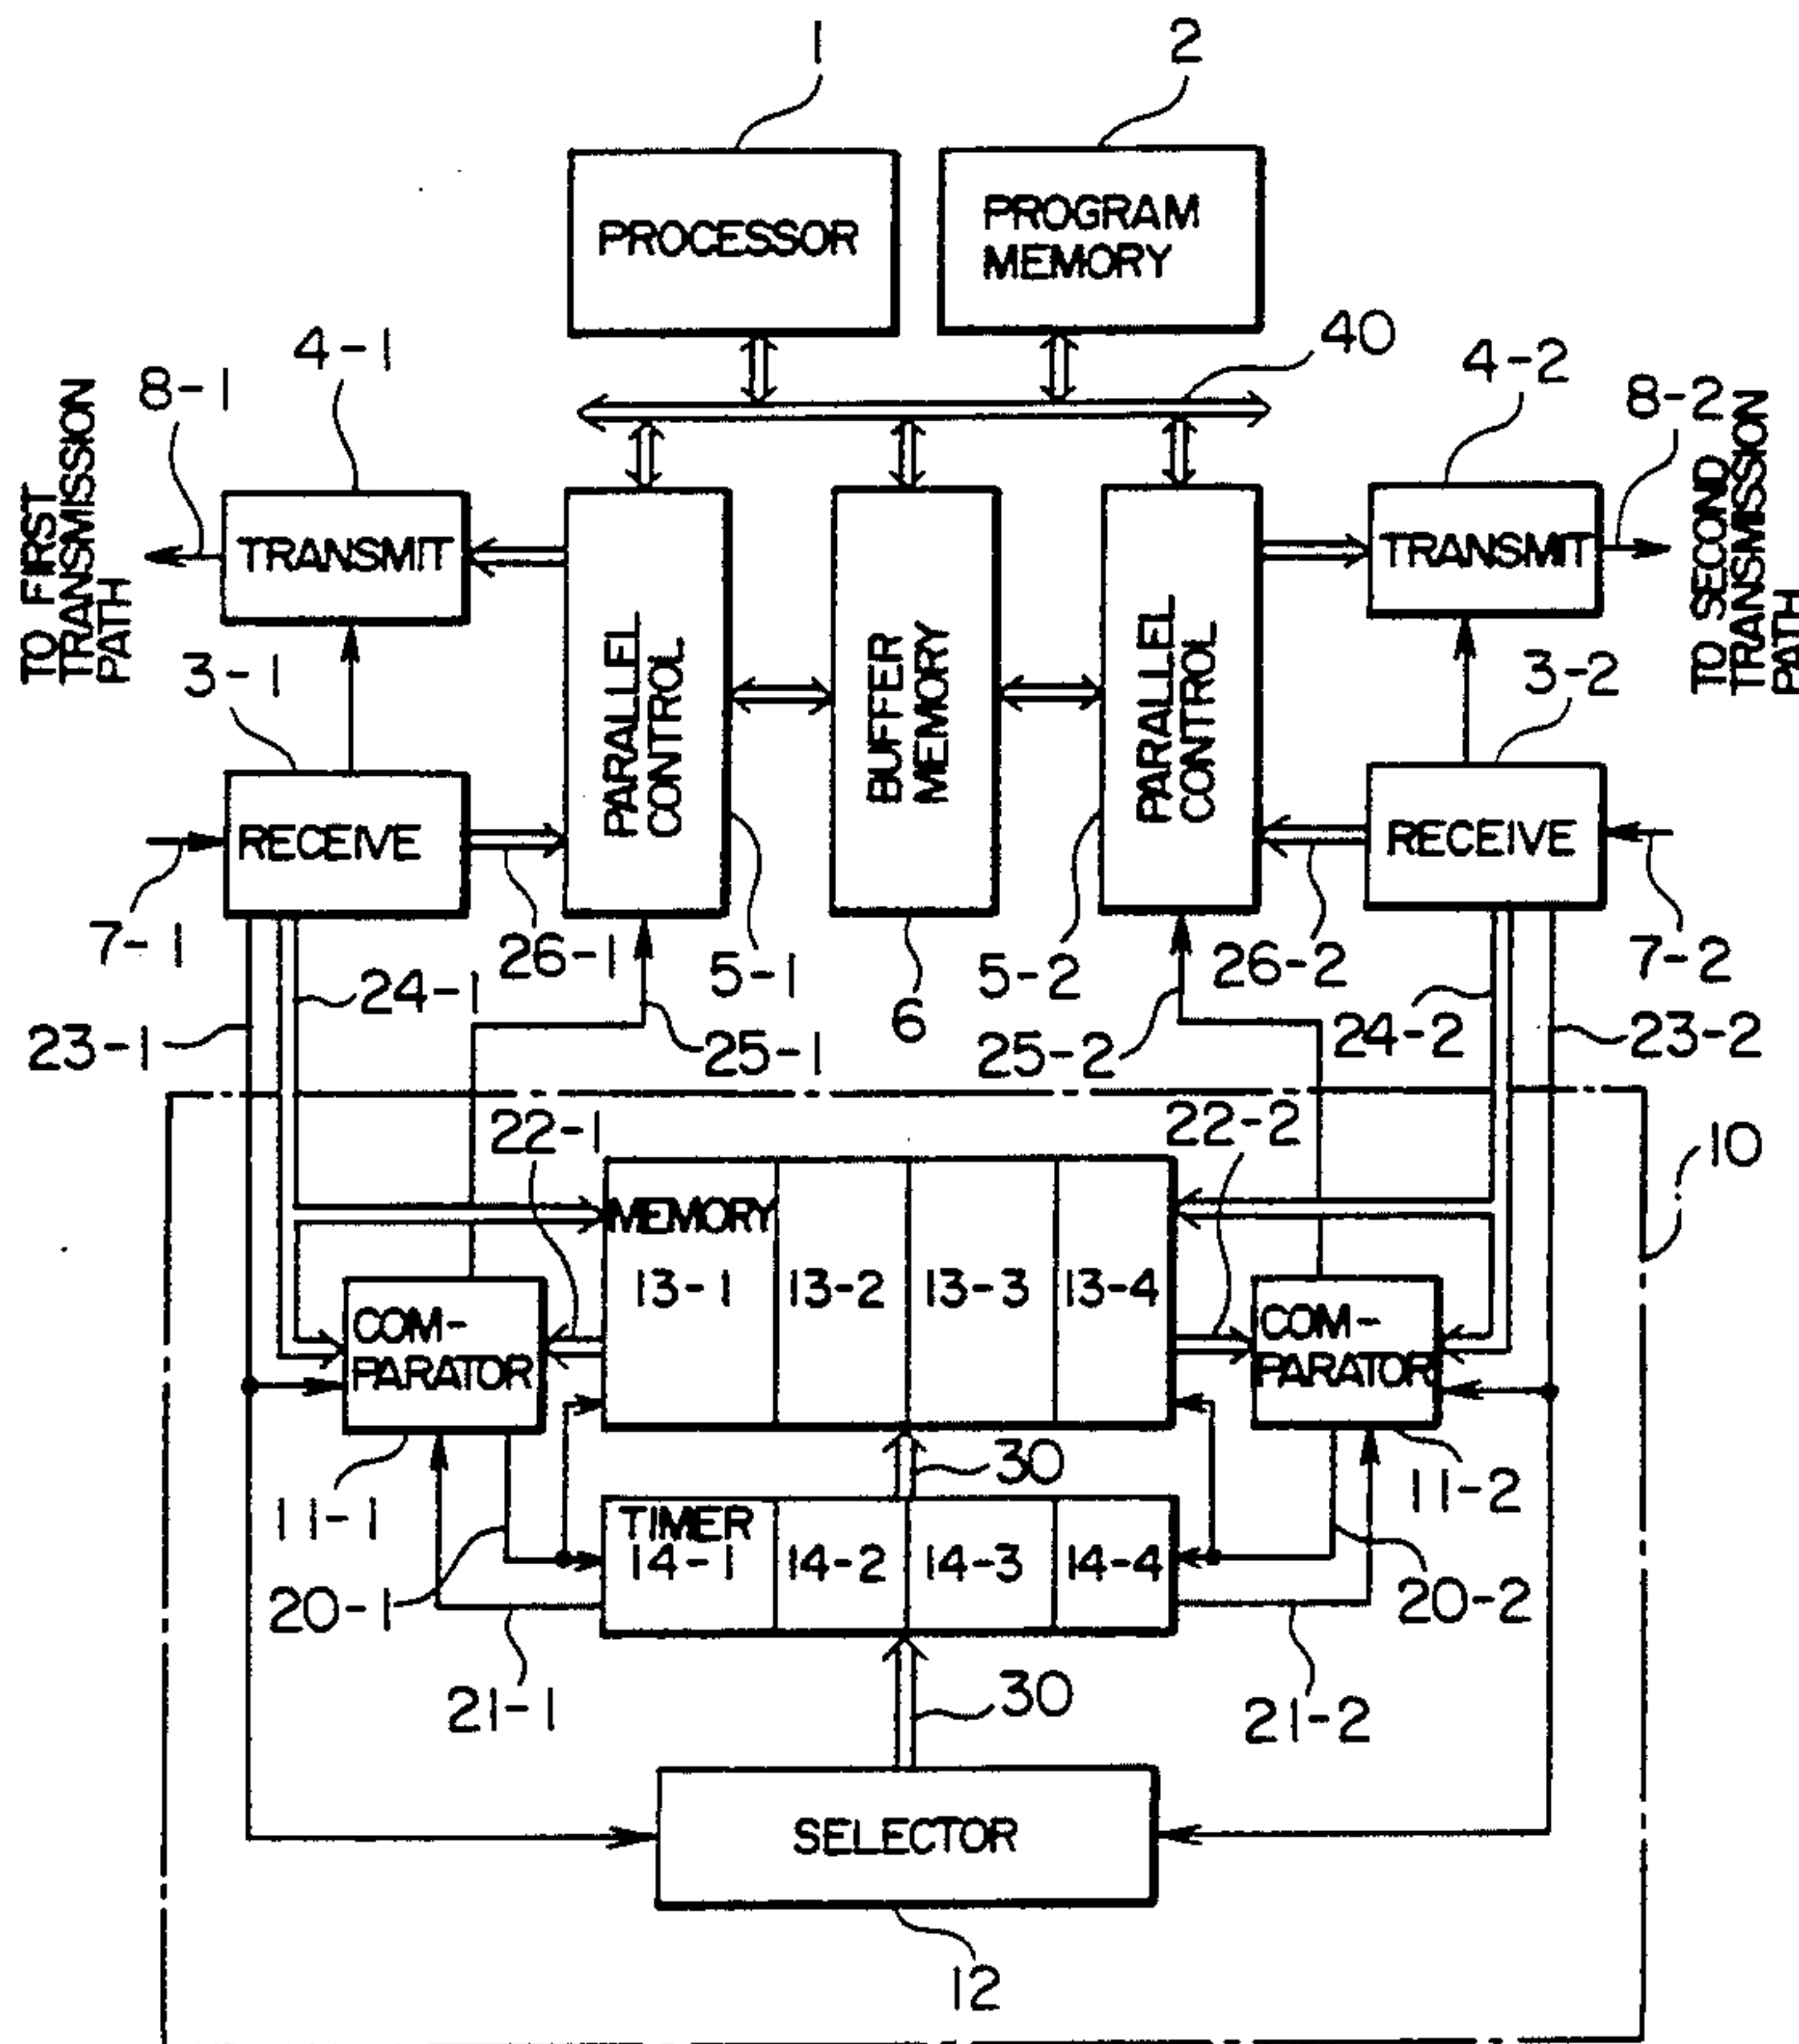 1
2
PROCESSOR
PROGRAM
MEMORY
40
4-1
8-1
4-2
8-2
TO FIRST
TRANSMISSION
PATH
TRANSMIT
PARALLEL
CONTROL
BUFFER
MEMORY
PARALLEL
CONTROL
TRANSMIT
TO SECOND
TRANSMISSION
PATH
3-1
3-2
RECEIVE
RECEIVE
7-1
26-1
5-1
6
5-2
26-2
7-2
24-1
23-1
25-1
25-2
24-2
23-2
22-1
22-2
10
MEMORY
13-1
13-2
13-3
13-4
COM-
PARATOR
COM-
PARATOR
30
11-1
11-2
TIMER
14-1
14-2
14-3
14-4
20-1
20-2
21-1
30
21-2
SELECTOR
12